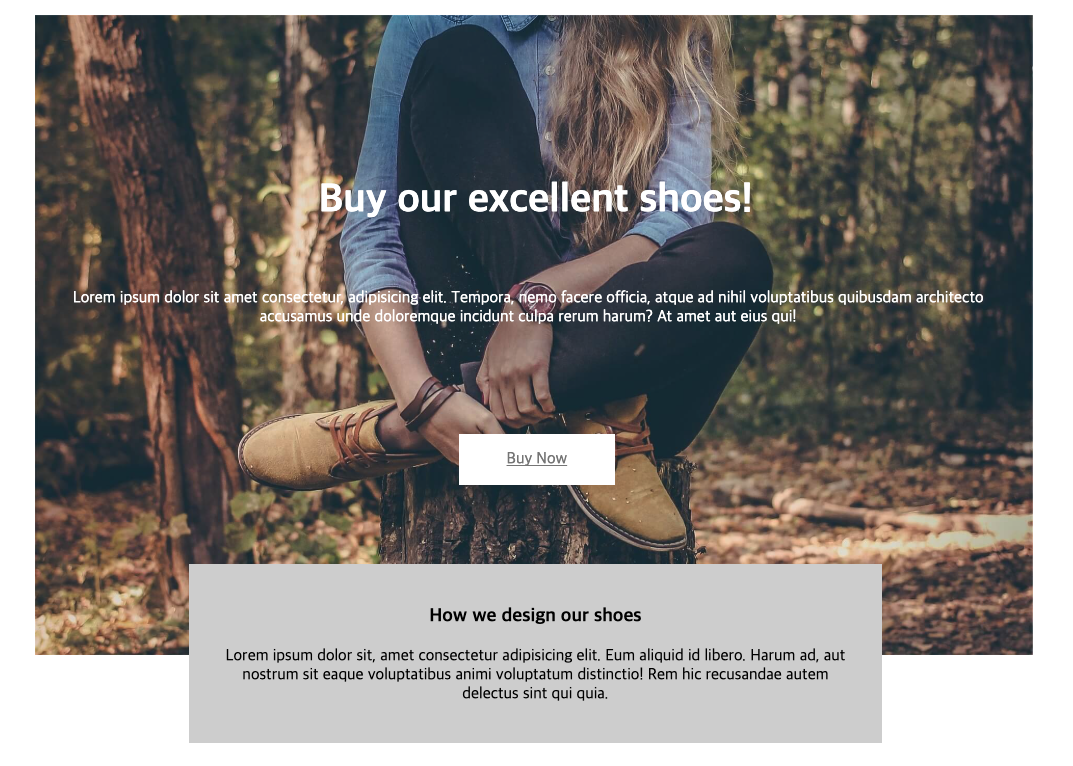 Buy our excellent shoes!
Lorem ipsum dolor sit amet consectetur, adipisicing elit. Tempora, nemo facere officia, atque ad nihil voluptatibus quibusdam architecto
accusamus unde doloremque incidunt culpa rerum harum? At amet aut eius qui!
Buy Now
How we design our shoes
Lorem ipsum dolor sit, amet consectetur adipisicing elit. Eum aliquid id libero. Harum ad, aut
nostrum sit eaque voluptatibus animi voluptatum distinctio! Rem hic recusandae autem
delectus sint qui quia.